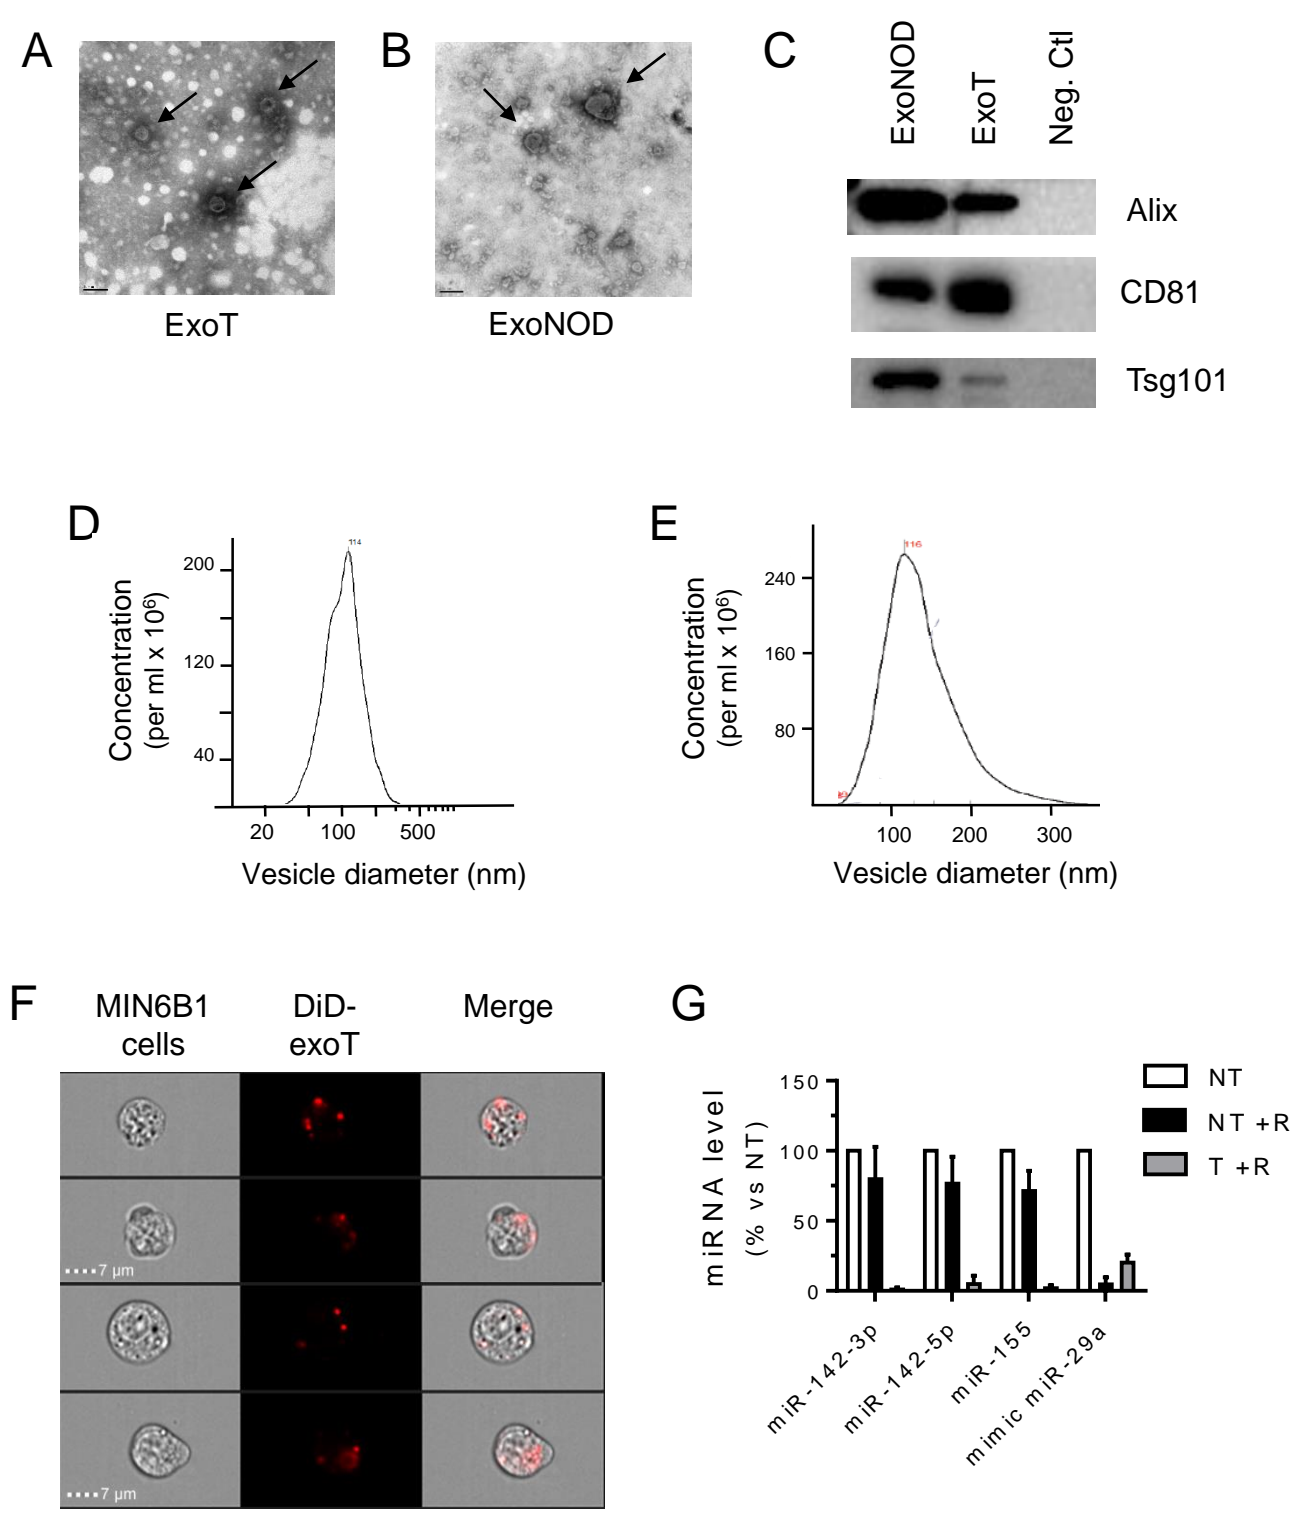 A
B
C
ExoNOD
ExoT
Neg. Ctl
Alix
CD81
Tsg101
ExoT
ExoNOD
D
Concentration
(per ml x 10⁶)
200
120
40
114
20 100 500
Vesicle diameter (nm)
E
Concentration
(per ml x 10⁶)
240
160
80
116
100 200 300
Vesicle diameter (nm)
F
MIN6B1
cells
DiD-
exoT
Merge
7 µm
7 µm
G
miRNA level
(% vs NT)
150
100
50
0
NT
NT +R
T +R
miR-142-3p
miR-142-5p
miR-155
mimic miR-29a